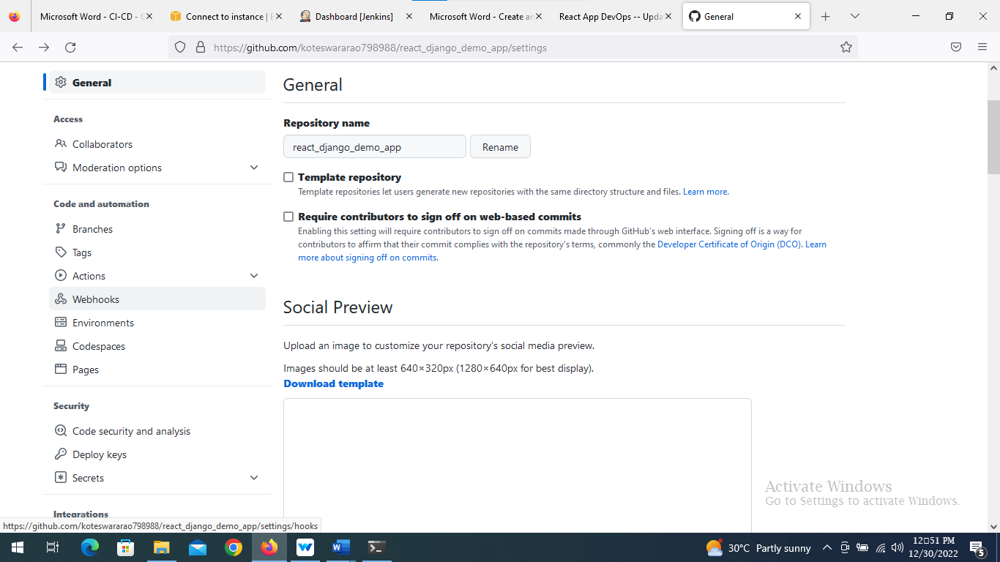 Microsoft Word - CI-CD - C
Connect to instance | E
Dashboard [Jenkins]
Microsoft Word - Create an
React App DevOps -- Upda
General
https://github.com/koteswararao798988/react_django_demo_app/settings
General
Access
Collaborators
Moderation options
Code and automation
Branches
Tags
Actions
Webhooks
Environments
Codespaces
Pages
Security
Code security and analysis
Deploy keys
Secrets
Integrations
General
Repository name
react_django_demo_app
Rename
Template repository
Template repositories let users generate new repositories with the same directory structure and files. Learn more.
Require contributors to sign off on web-based commits
Enabling this setting will require contributors to sign off on commits made through GitHub's web interface. Signing off is a way for
contributors to affirm that their commit complies with the repository's terms, commonly the Developer Certificate of Origin (DCO). Learn
more about signing off on commits.
Social Preview
Upload an image to customize your repository's social media preview.
Images should be at least 640×320px (1280×640px for best display).
Download template
Activate Windows
Go to Settings to activate Windows.
https://github.com/koteswararao798988/react_django_demo_app/settings/hooks
30°C Partly sunny
12□51 PM
12/30/2022
5